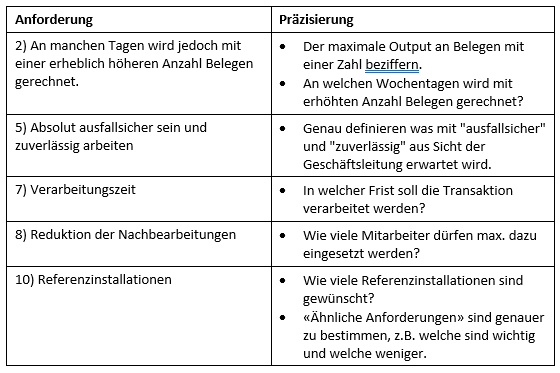 Anforderung
Präzisierung
2) An manchen Tagen wird jedoch mit
einer erheblich höheren Anzahl Belegen
gerechnet.
• Der maximale Output an Belegen mit
einer Zahl beziffern.
• An welchen Wochentagen wird mit
erhöhten Anzahl Belegen gerechnet?
5) Absolut ausfallsicher sein und
zuverlässig arbeiten
• Genau definieren was mit "ausfallsicher"
und "zuverlässig" aus Sicht der
Geschäftsleitung erwartet wird.
7) Verarbeitungszeit
• In welcher Frist soll die Transaktion
verarbeitet werden?
8) Reduktion der Nachbearbeitungen
• Wie viele Mitarbeiter dürfen max. dazu
eingesetzt werden?
10) Referenzinstallationen
• Wie viele Referenzinstallationen sind
gewünscht?
• «Ähnliche Anforderungen» sind genauer
zu bestimmen, z.B. welche sind wichtig
und welche weniger.